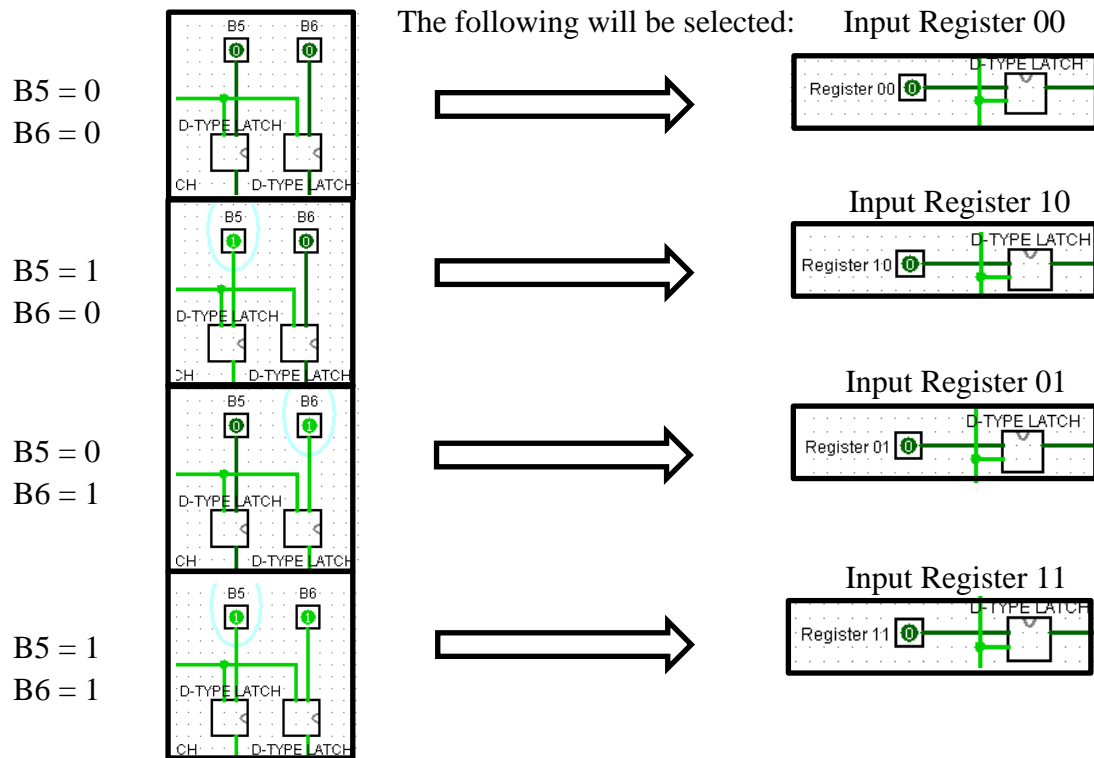 The following will be selected:
B5 = 0
B6 = 0
B5 B6
0 0
D-TYPE LATCH
CH D-TYPE LATCH
Input Register 00
D-TYPE LATCH
Register 00 0
B5 = 1
B6 = 0
B5 B6
1 0
D-TYPE LATCH
CH D-TYPE LATCH
Input Register 10
D-TYPE LATCH
Register 10 0
B5 = 0
B6 = 1
B5 B6
0 1
D-TYPE LATCH
CH D-TYPE LATCH
Input Register 01
D-TYPE LATCH
Register 01 0
B5 = 1
B6 = 1
B5 B6
1 1
D-TYPE LATCH
CH D-TYPE LATCH
Input Register 11
D-TYPE LATCH
Register 11 0